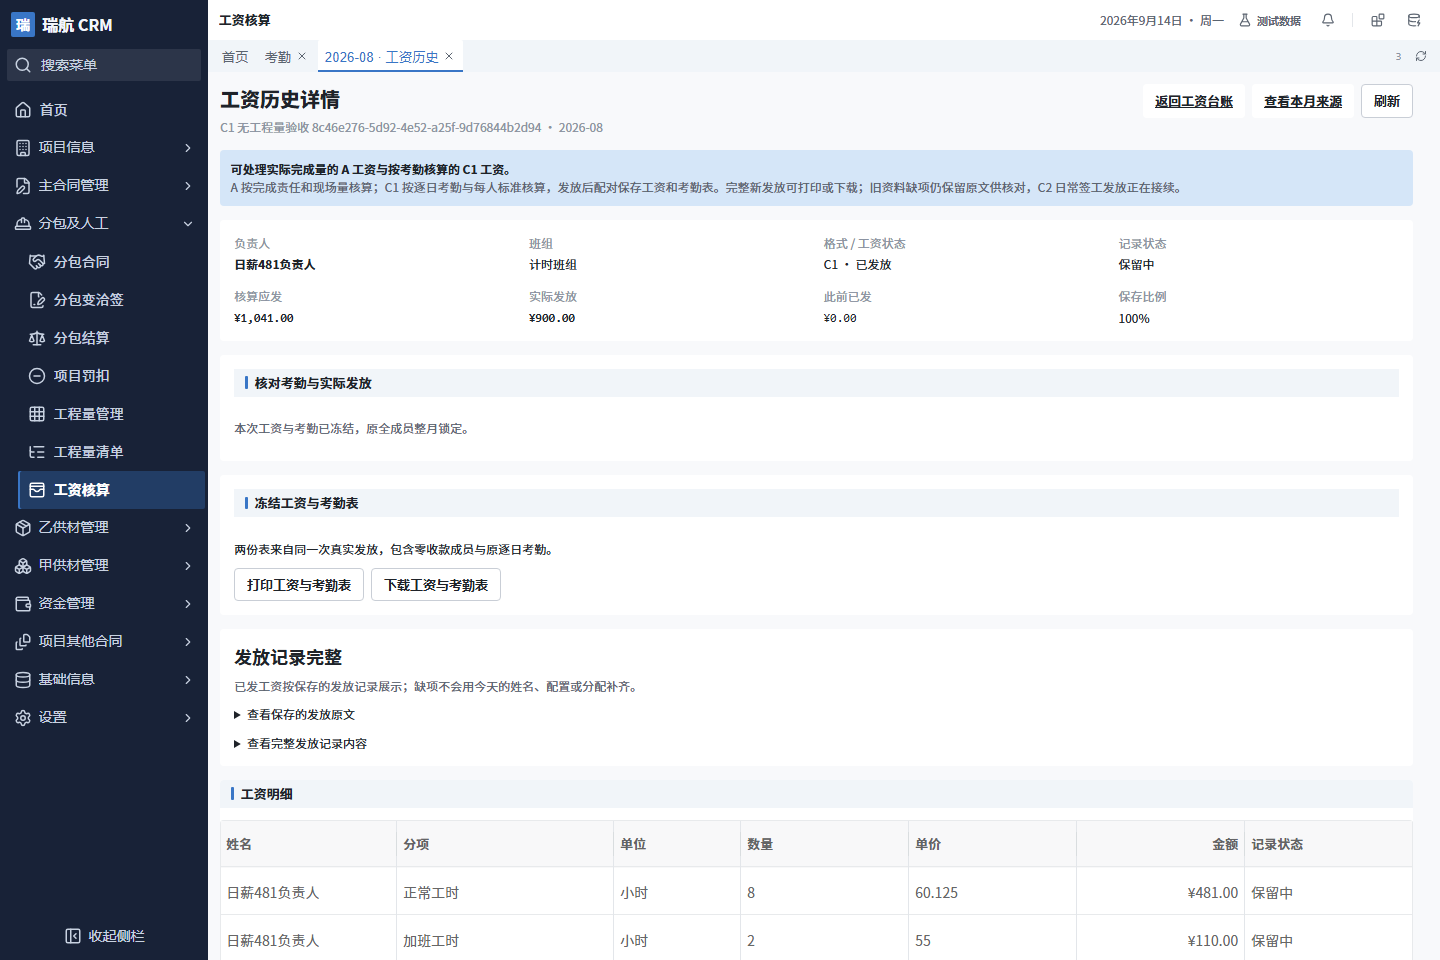 瑞 瑞航 CRM
搜索菜单
首页
项目信息
主合同管理
分包及人工
分包合同
分包变洽签
分包结算
项目罚扣
工程量管理
工程量清单
工资核算
乙供材管理
甲供材管理
资金管理
项目其他合同
基础信息
设置
收起侧栏
工资核算
2026年9月14日 • 周一 测试数据
首页 考勤 2026-08 · 工资历史
3
工资历史详情
返回工资台账 查看本月来源 刷新
C1 无工程量验收 8c46e276-5d92-4e52-a25f-9d76844b2d94 • 2026-08
可处理实际完成量的 A 工资与按考勤核算的 C1 工资。
A 按完成责任和现场量核算；C1 按逐日考勤与每人标准核算，发放后配对保存工资和考勤表。完整新发放可打印或下载；旧资料缺项仍保留原文供核对，C2 日常签工发放正在接续。
负责人 班组 格式 / 工资状态 记录状态
日薪481负责人 计时班组 C1 • 已发放 保留中
核算应发 实际发放 此前已发 保存比例
¥1,041.00 ¥900.00 ¥0.00 100%
核对考勤与实际发放
本次工资与考勤已冻结，原全成员整月锁定。
冻结工资与考勤表
两份表来自同一次真实发放，包含零收款成员与原逐日考勤。
打印工资与考勤表 下载工资与考勤表
发放记录完整
已发工资按保存的发放记录展示；缺项不会用今天的姓名、配置或分配补齐。
查看保存的发放原文
查看完整发放记录内容
工资明细
姓名 分项 单位 数量 单价 金额 记录状态
日薪481负责人 正常工时 小时 8 60.125 ¥481.00 保留中
日薪481负责人 加班工时 小时 2 55 ¥110.00 保留中